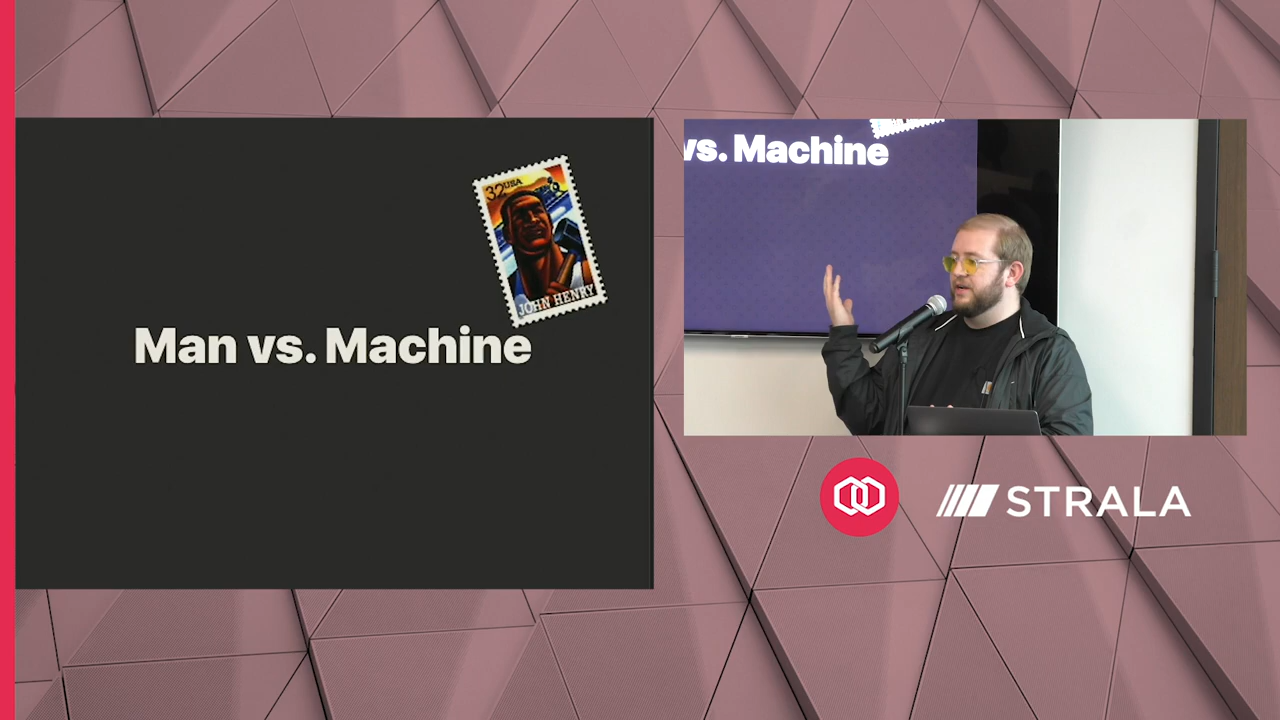 32 USA
JOHN HENRY
Man vs. Machine
vs. Machine
STRALA